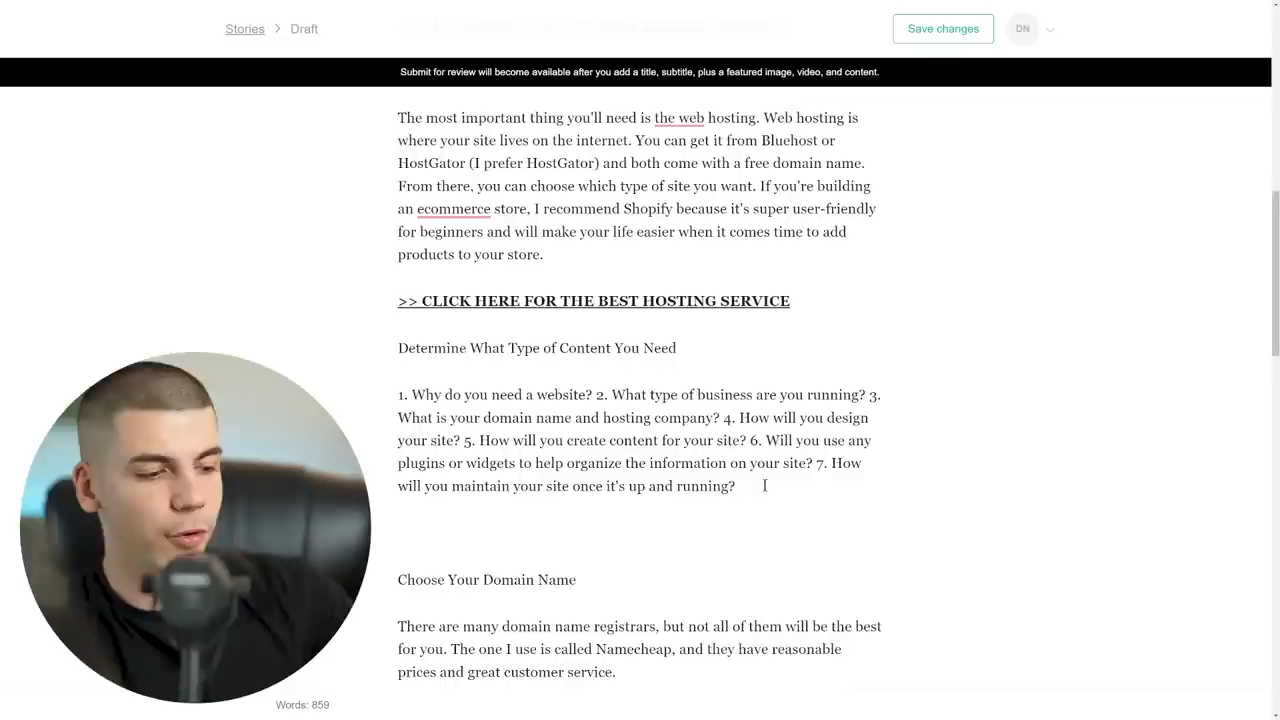 Stories > Draft
Save changes
DN
Submit for review will become available after you add a title, subtitle, plus a featured image, video, and content.
The most important thing you'll need is the web hosting. Web hosting is
where your site lives on the internet. You can get it from Bluehost or
HostGator (I prefer HostGator) and both come with a free domain name.
From there, you can choose which type of site you want. If you're building
an ecommerce store, I recommend Shopify because it's super user-friendly
for beginners and will make your life easier when it comes time to add
products to your store.
>> CLICK HERE FOR THE BEST HOSTING SERVICE
Determine What Type of Content You Need
1. Why do you need a website? 2. What type of business are you running? 3.
What is your domain name and hosting company? 4. How will you design
your site? 5. How will you create content for your site? 6. Will you use any
plugins or widgets to help organize the information on your site? 7. How
will you maintain your site once it's up and running?
Choose Your Domain Name
There are many domain name registrars, but not all of them will be the best
for you. The one I use is called Namecheap, and they have reasonable
prices and great customer service.
Words: 859